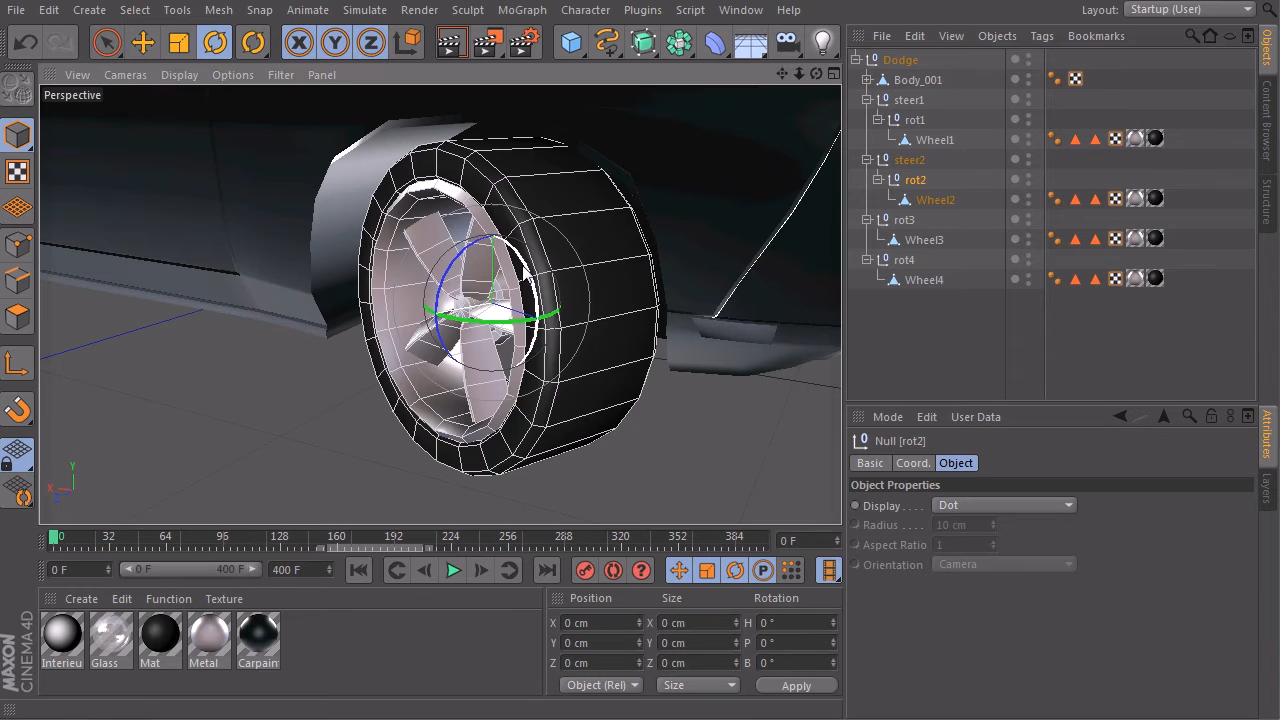 File Edit Create Select Tools Mesh Snap Animate Simulate Render Sculpt MoGraph Character Plugins Script Window Help Layout: Startup (User)
View Cameras Display Options Filter Panel
File Edit View Objects Tags Bookmarks
Perspective
Dodge
Body_001
steer1
rot1
Wheel1
steer2
rot2
Wheel2
rot3
Wheel3
rot4
Wheel4
Objects
Content Browser
Structure
Mode Edit User Data
Null [rot2]
Basic Coord. Object
Object Properties
Display . . . . Dot
Radius . . . . 10 cm
Aspect Ratio 1
Orientation Camera
Attributes
Layers
Y
X
Z
0 32 64 95 128 160 192 224 256 288 320 352 384 0 F
0 F 0 F 400 F 400 F
Create Edit Function Texture
Interieu Glass Mat Metal Carpain
MAXON
CINEMA 4D
Position Size Rotation
X 0 cm X 0 cm H 0 °
Y 0 cm Y 0 cm P 0 °
Z 0 cm Z 0 cm B 0 °
Object (Rel) Size Apply